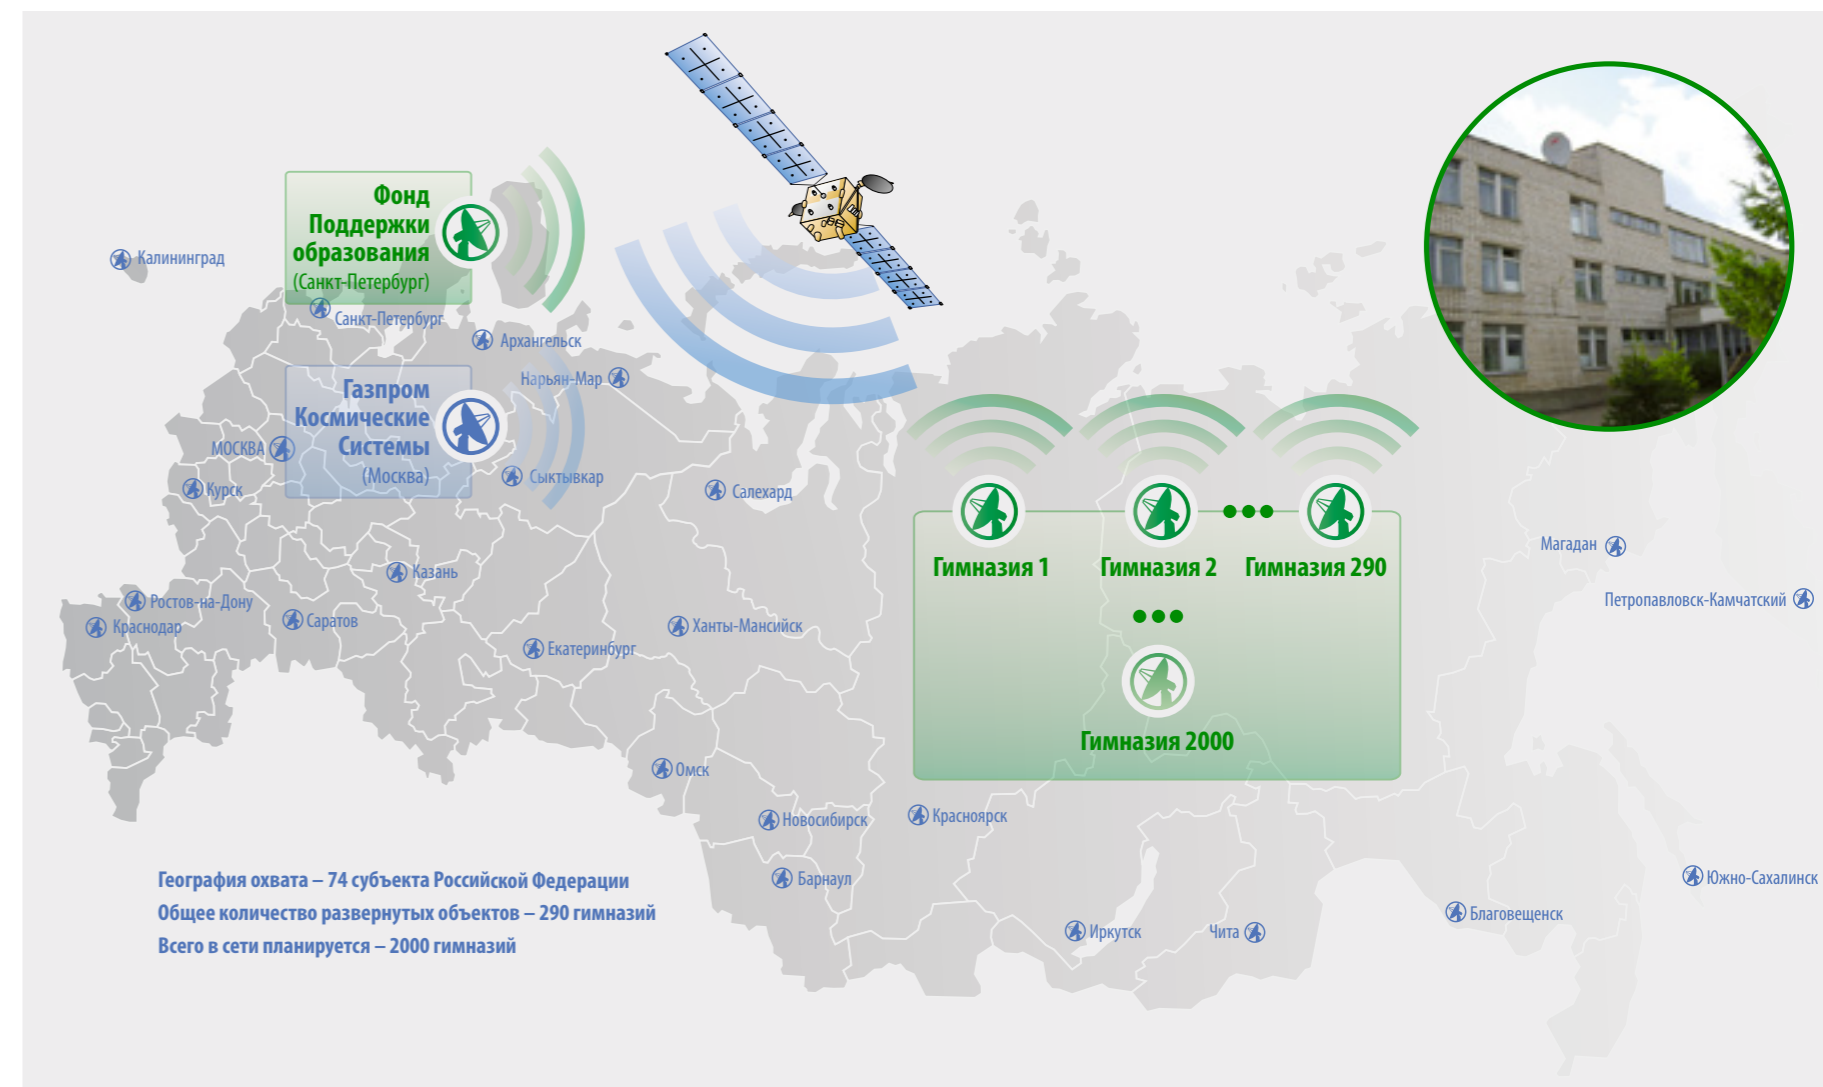 Фонд
Поддержки
образования
(Санкт-Петербург)
Калининград
Санкт-Петербург
Архангельск
Газпром
Космические
Системы
(Москва)
Нарьян-Мар
МОСКВА
Курск
Сыктывкар
Салехард
Гимназия 1
Гимназия 2
Гимназия 290
Магадан
Казань
Петропавловск-Камчатский
Ростов-на-Дону
Краснодар
Саратов
Ханты-Мансийск
Екатеринбург
Гимназия 2000
Омск
Новосибирск
Красноярск
Барнаул
Южно-Сахалинск
Благовещенск
Иркутск
Чита
География охвата – 74 субъекта Российской Федерации
Общее количество развернутых объектов – 290 гимназий
Всего в сети планируется – 2000 гимназий